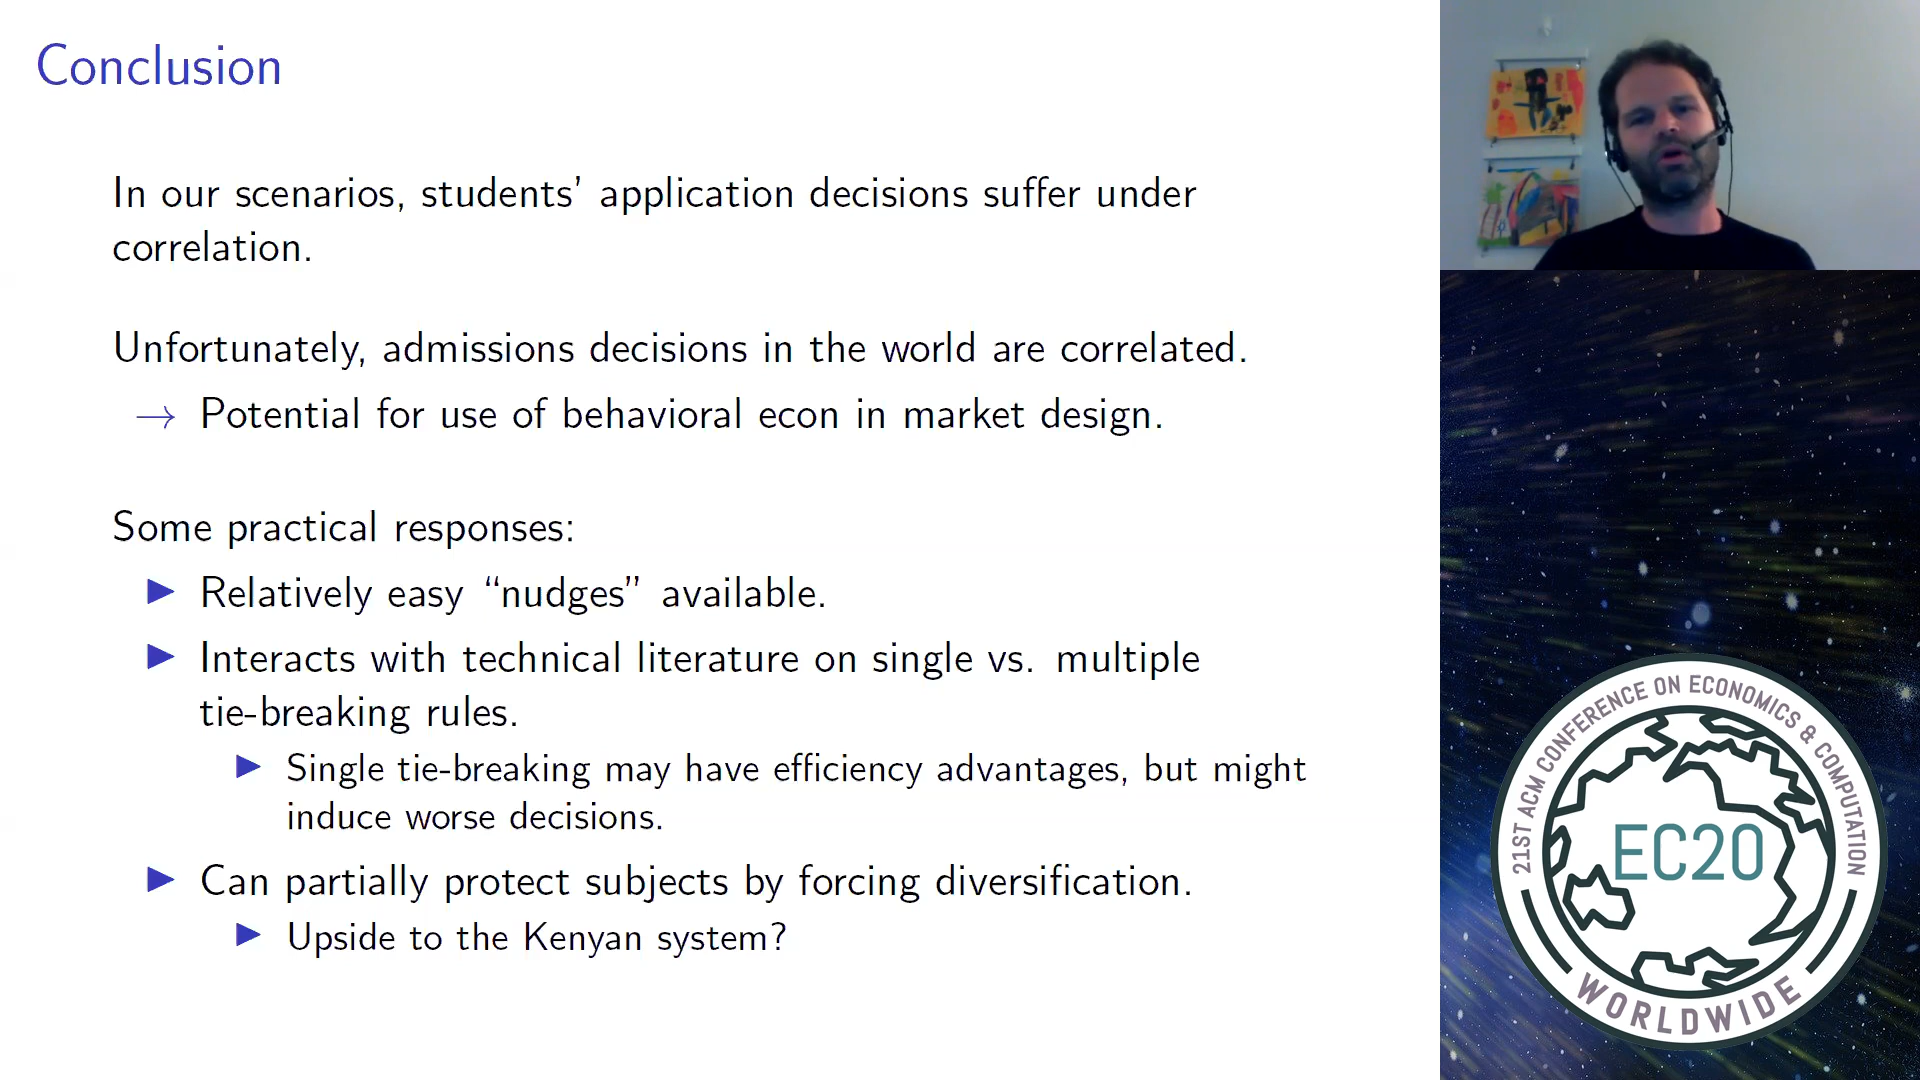 Conclusion
In our scenarios, students’ application decisions suffer under
correlation.
Unfortunately, admissions decisions in the world are correlated.
→ Potential for use of behavioral econ in market design.
Some practical responses:
Relatively easy “nudges” available.
Interacts with technical literature on single vs. multiple
tie-breaking rules.
Single tie-breaking may have efficiency advantages, but might
induce worse decisions.
Can partially protect subjects by forcing diversification.
Upside to the Kenyan system?
21ST ACM CONFERENCE ON ECONOMICS & COMPUTATION
EC20
WORLDWIDE